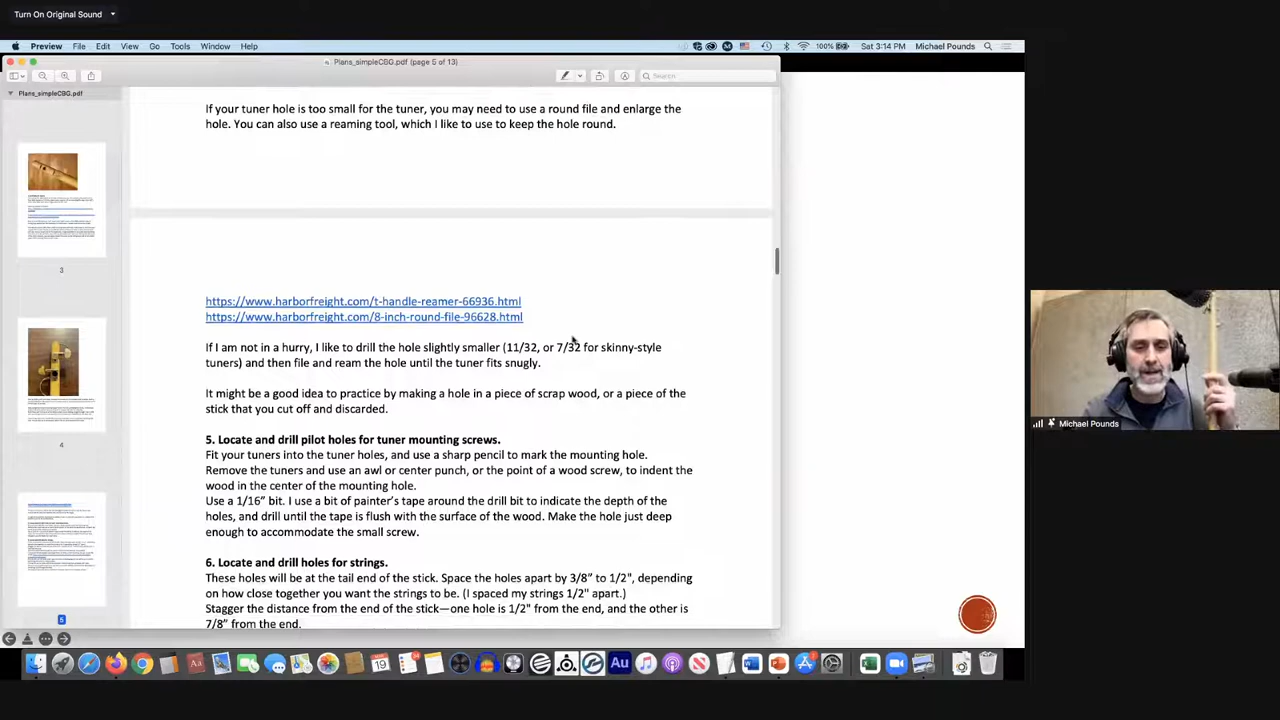 Turn On Original Sound
Preview File Edit View Go Tools Window Help
100% Sat 3:14 PM Michael Pounds
Plans_simpleCBG.pdf (page 5 of 13)
Search
Plans_simpleCBG.pdf
3
4
5
If your tuner hole is too small for the tuner, you may need to use a round file and enlarge the
hole. You can also use a reaming tool, which I like to use to keep the hole round.
https://www.harborfreight.com/t-handle-reamer-66936.html
https://www.harborfreight.com/8-inch-round-file-96628.html
If I am not in a hurry, I like to drill the hole slightly smaller (11/32, or 7/32 for skinny-style
tuners) and then file and ream the hole until the tuner fits snugly.
It might be a good idea to practice by making a hole in a piece of scrap wood, or a piece of the
stick that you cut off and discarded.
5. Locate and drill pilot holes for tuner mounting screws.
Fit your tuners into the tuner holes, and use a sharp pencil to mark the mounting hole.
Remove the tuners and use an awl or center punch, or the point of a wood screw, to indent the
wood in the center of the mounting hole.
Use a 1/16” bit. I use a bit of painter’s tape around the drill bit to indicate the depth of the
holes, and drill until the tape is flush with the surface of the wood. Make the hole just deep
enough to accommodate the small screw.
6. Locate and drill holes for strings.
These holes will be at the tail end of the stick. Space the holes apart by 3/8” to 1/2", depending
on how close together you want the strings to be. (I spaced my strings 1/2" apart.)
Stagger the distance from the end of the stick—one hole is 1/2" from the end, and the other is
7/8” from the end.
Michael Pounds
19
Aa
Au